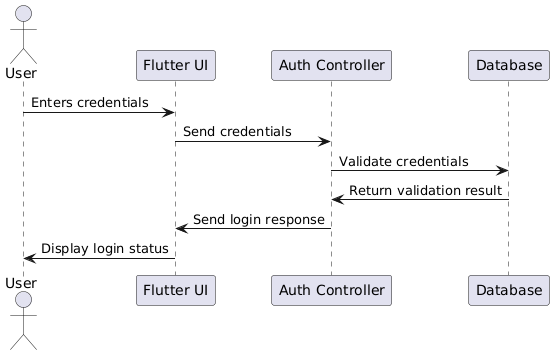 User
Flutter UI
Auth Controller
Database
Enters credentials
Send credentials
Validate credentials
Return validation result
Send login response
Display login status
User
Flutter UI
Auth Controller
Database